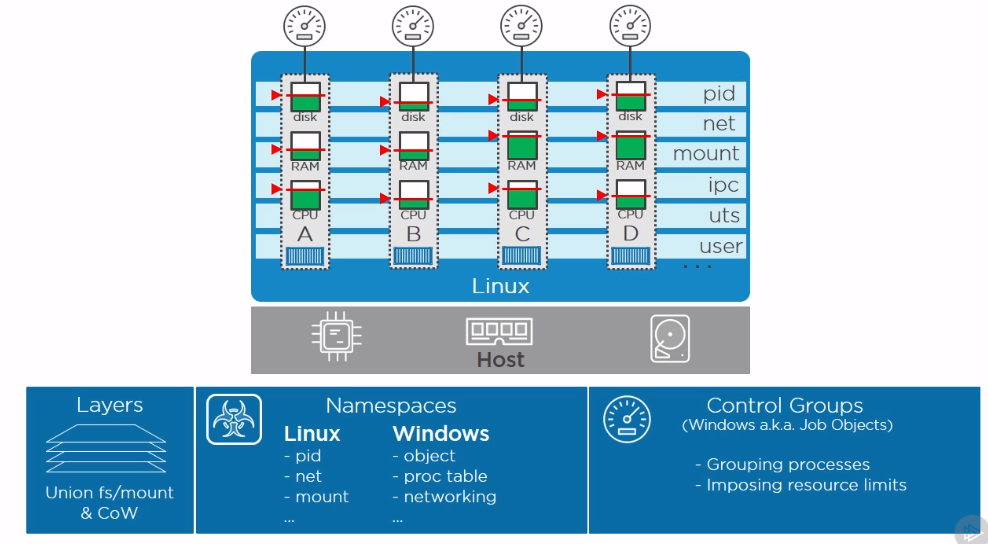 disk
disk
disk
disk
pid
net
RAM
RAM
RAM
RAM
mount
ipc
CPU
CPU
CPU
CPU
uts
A
B
C
D
user
...
Linux
Host
Layers
Union fs/mount
& CoW
Namespaces
Linux
- pid
- net
- mount
...
Windows
- object
- proc table
- networking
...
Control Groups
(Windows a.k.a. Job Objects)
- Grouping processes
- Imposing resource limits